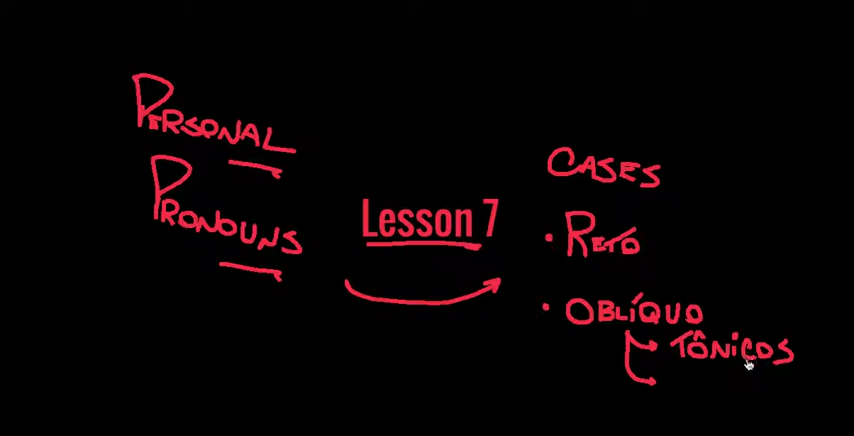 PERSONAL
PRONOUNS
Lesson 7
CASES
• RETO
• OBLÍQUO
TÔNICOS